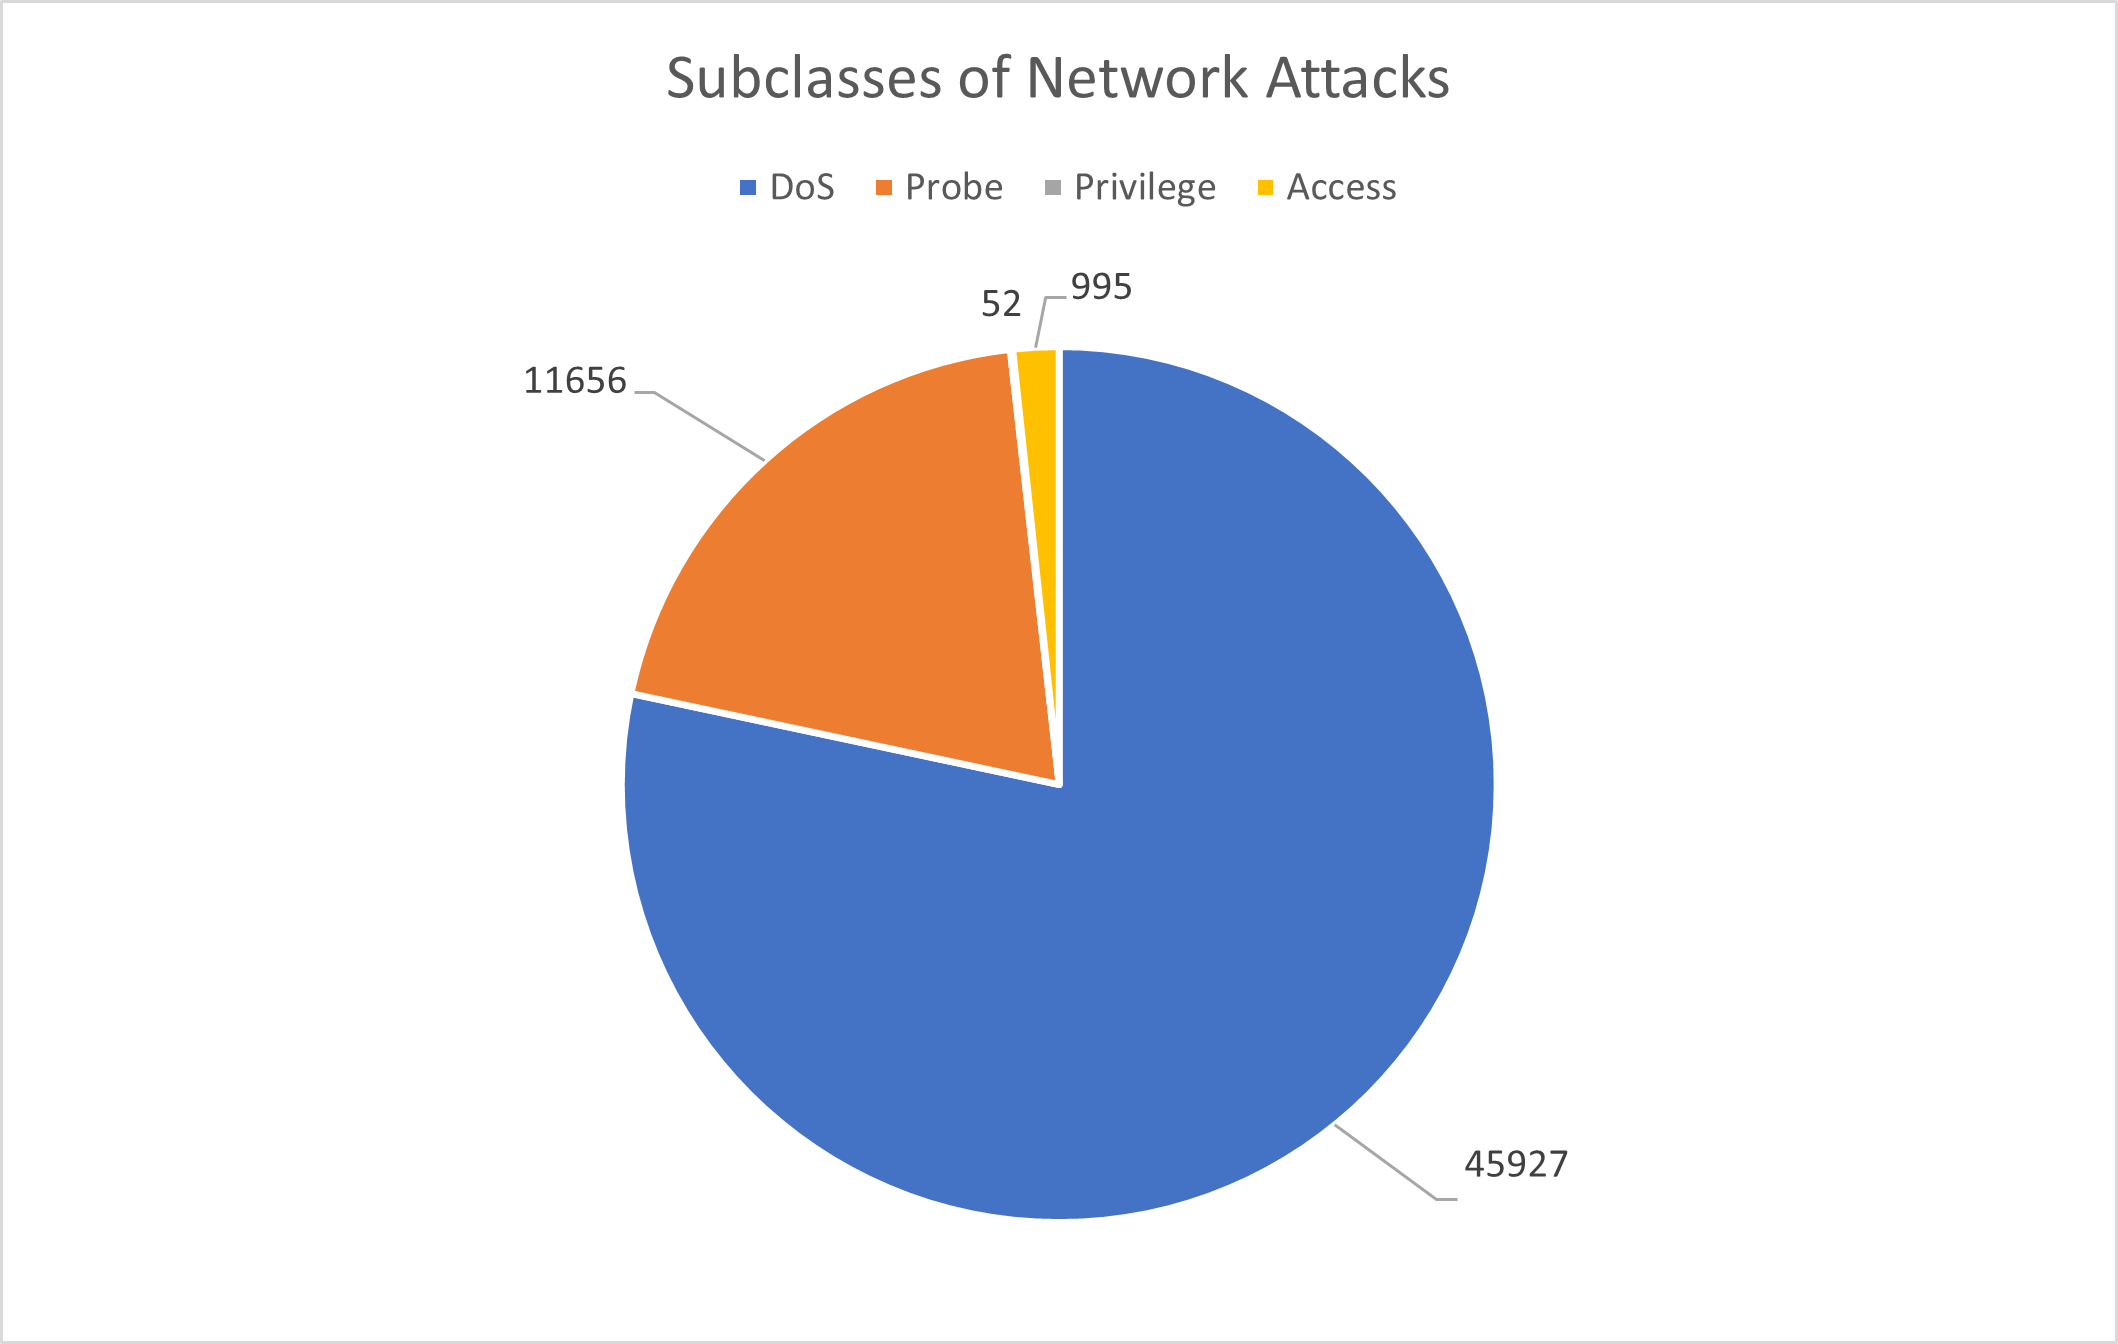 Subclasses of Network Attacks
DoS Probe Privilege Access
995
52
11656
45927